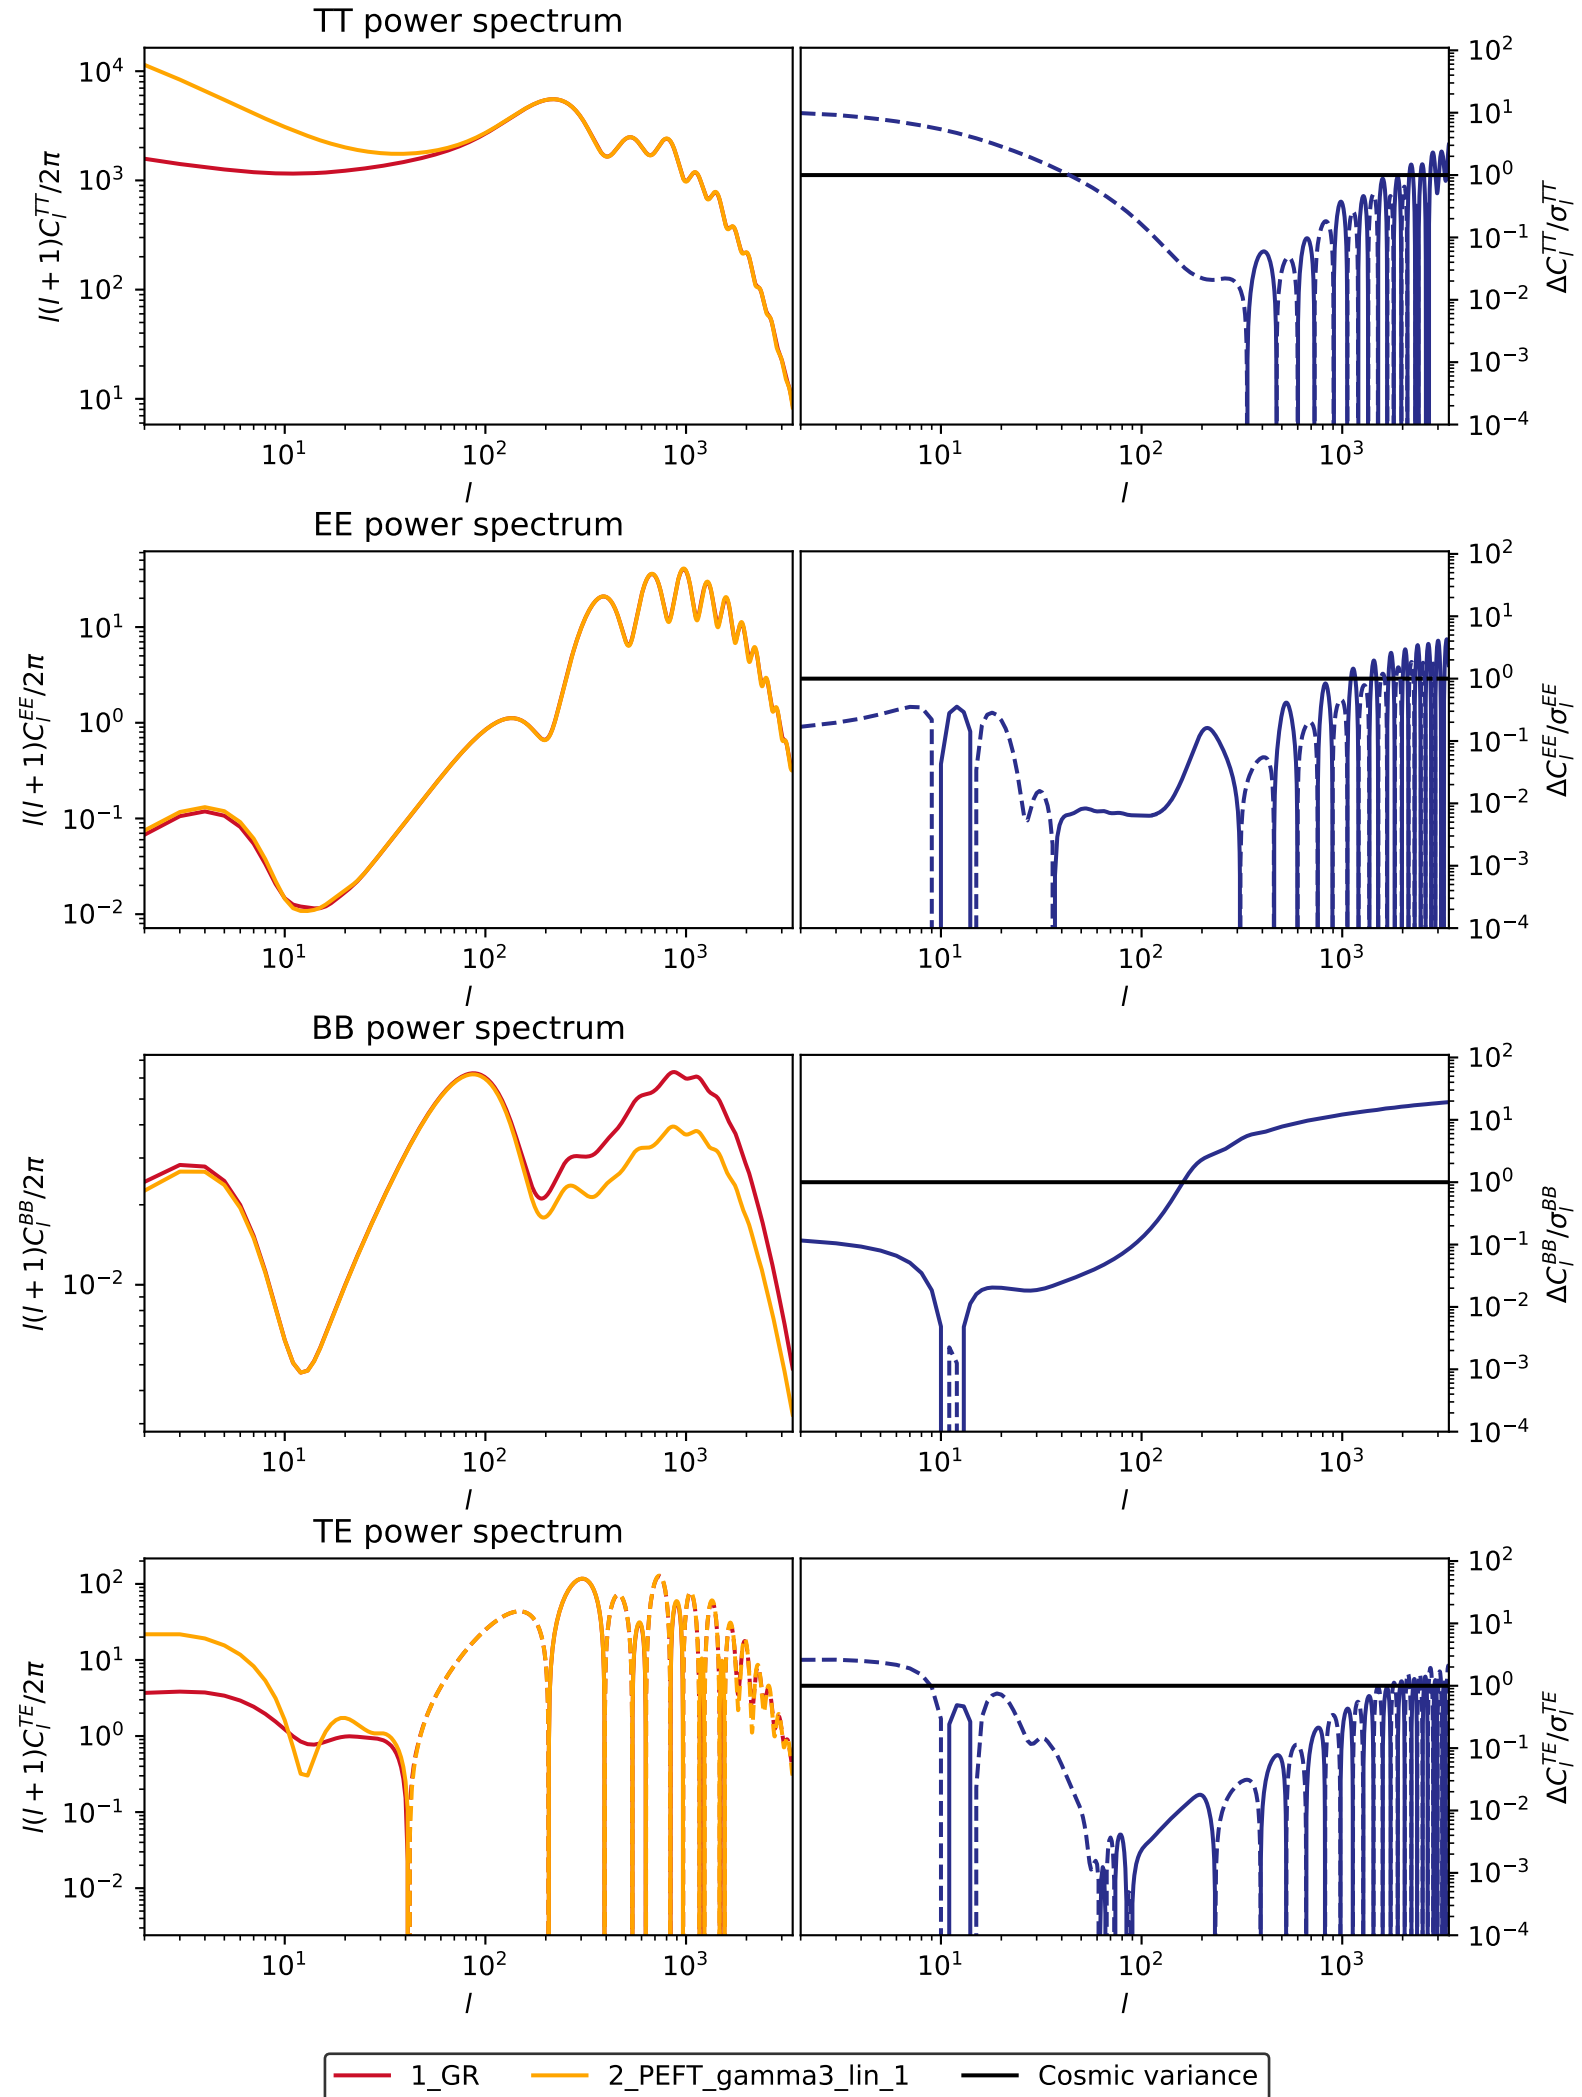 TT power spectrum
l(l + 1)C_l^{TT}/2π
10^4
10^3
10^2
10^1
10^1 10^2 10^3
l
10^2
10^1
10^0
10^{-1}
10^{-2}
10^{-3}
10^{-4}
ΔC_l^{TT}/σ_l^{TT}
10^1 10^2 10^3
l
EE power spectrum
l(l + 1)C_l^{EE}/2π
10^1
10^0
10^{-1}
10^{-2}
10^1 10^2 10^3
l
10^2
10^1
10^0
10^{-1}
10^{-2}
10^{-3}
10^{-4}
ΔC_l^{EE}/σ_l^{EE}
10^1 10^2 10^3
l
BB power spectrum
l(l + 1)C_l^{BB}/2π
10^{-2}
10^1 10^2 10^3
l
10^2
10^1
10^0
10^{-1}
10^{-2}
10^{-3}
10^{-4}
ΔC_l^{BB}/σ_l^{BB}
10^1 10^2 10^3
l
TE power spectrum
l(l + 1)C_l^{TE}/2π
10^2
10^1
10^0
10^{-1}
10^{-2}
10^1 10^2 10^3
l
10^2
10^1
10^0
10^{-1}
10^{-2}
10^{-3}
10^{-4}
ΔC_l^{TE}/σ_l^{TE}
10^1 10^2 10^3
l
1_GR 2_PEFT_gamma3_lin_1 Cosmic variance